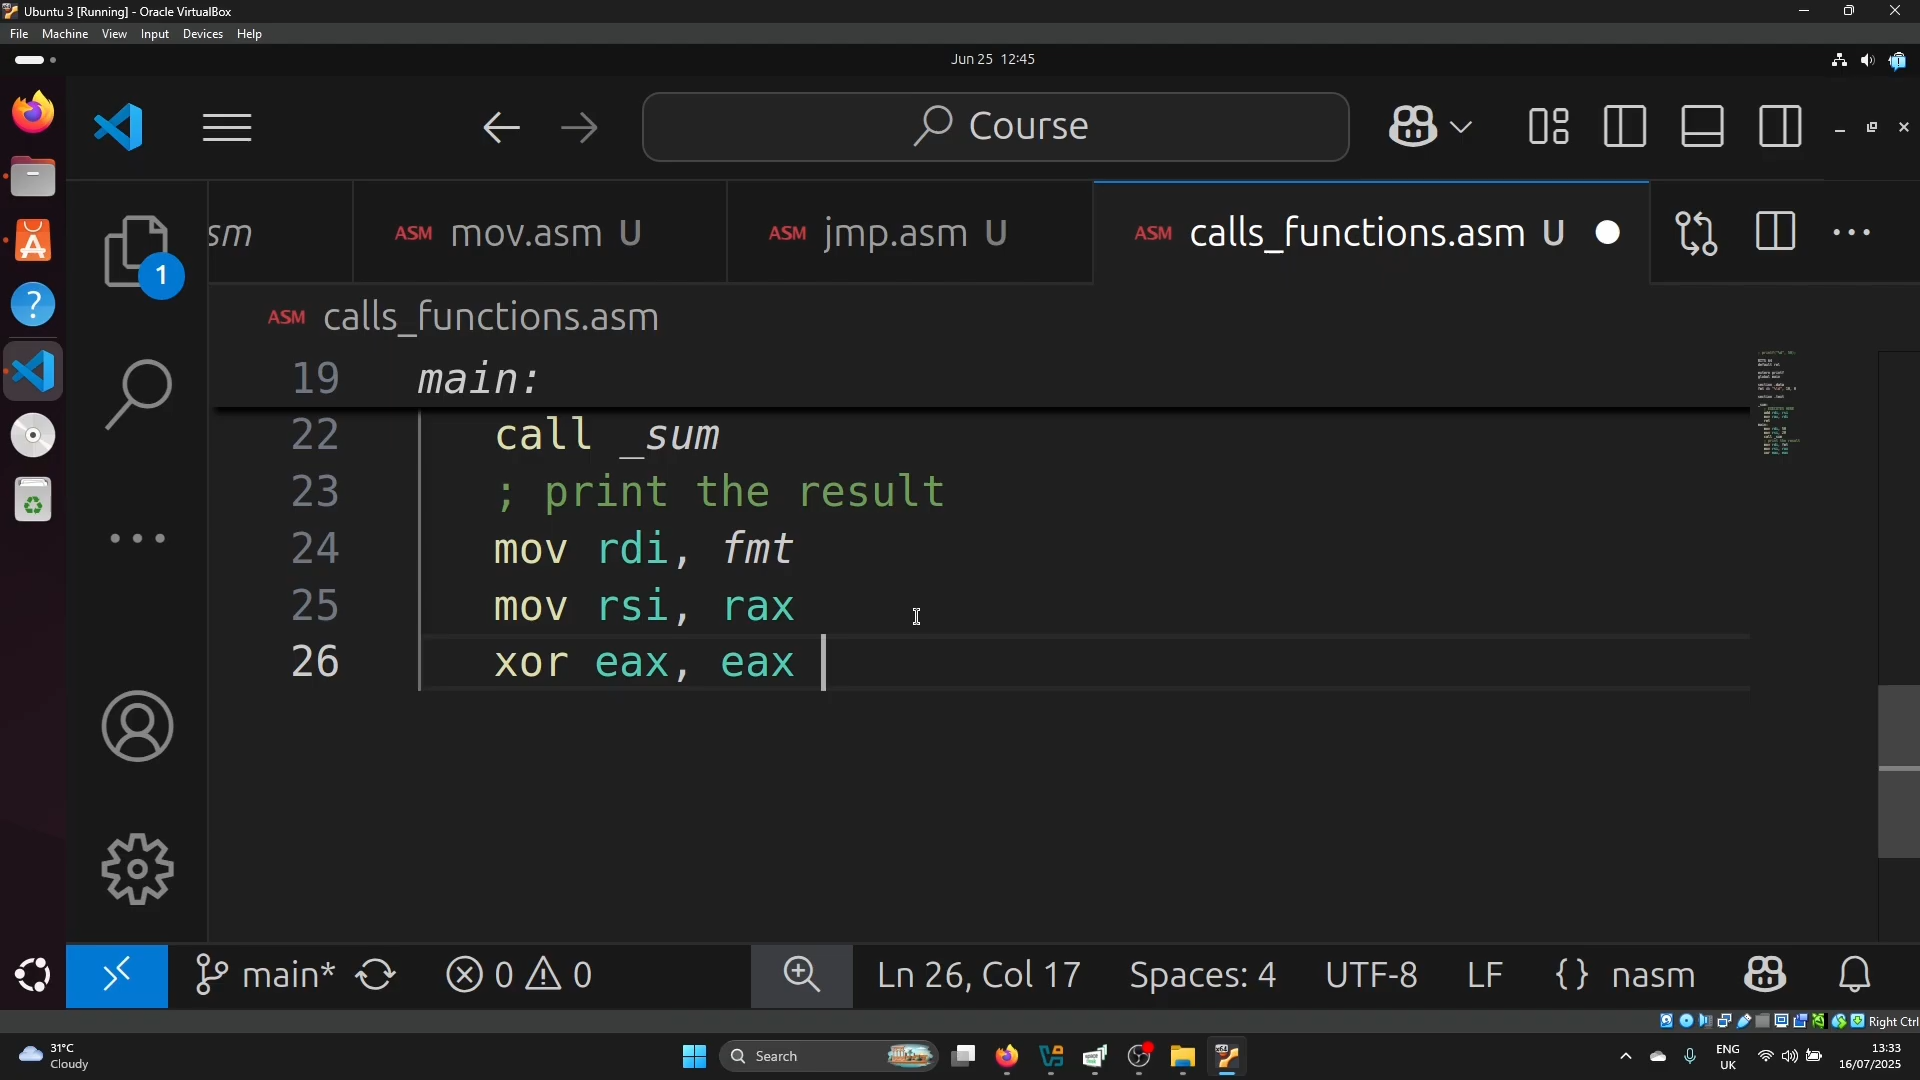 Ubuntu 3 [Running] - Oracle VirtualBox
File Machine View Input Devices Help
Jun 25 12:45
Course
sm
ASM mov.asm U
ASM jmp.asm U
ASM calls_functions.asm U
1
ASM calls_functions.asm
19 main:
22 call _sum
23 ; print the result
24 mov rdi, fmt
25 mov rsi, rax
26 xor eax, eax
main* 0 0 Ln 26, Col 17 Spaces: 4 UTF-8 LF {} nasm
Right Ctrl
31°C
Cloudy
Search
ENG
UK
13:33
16/07/2025